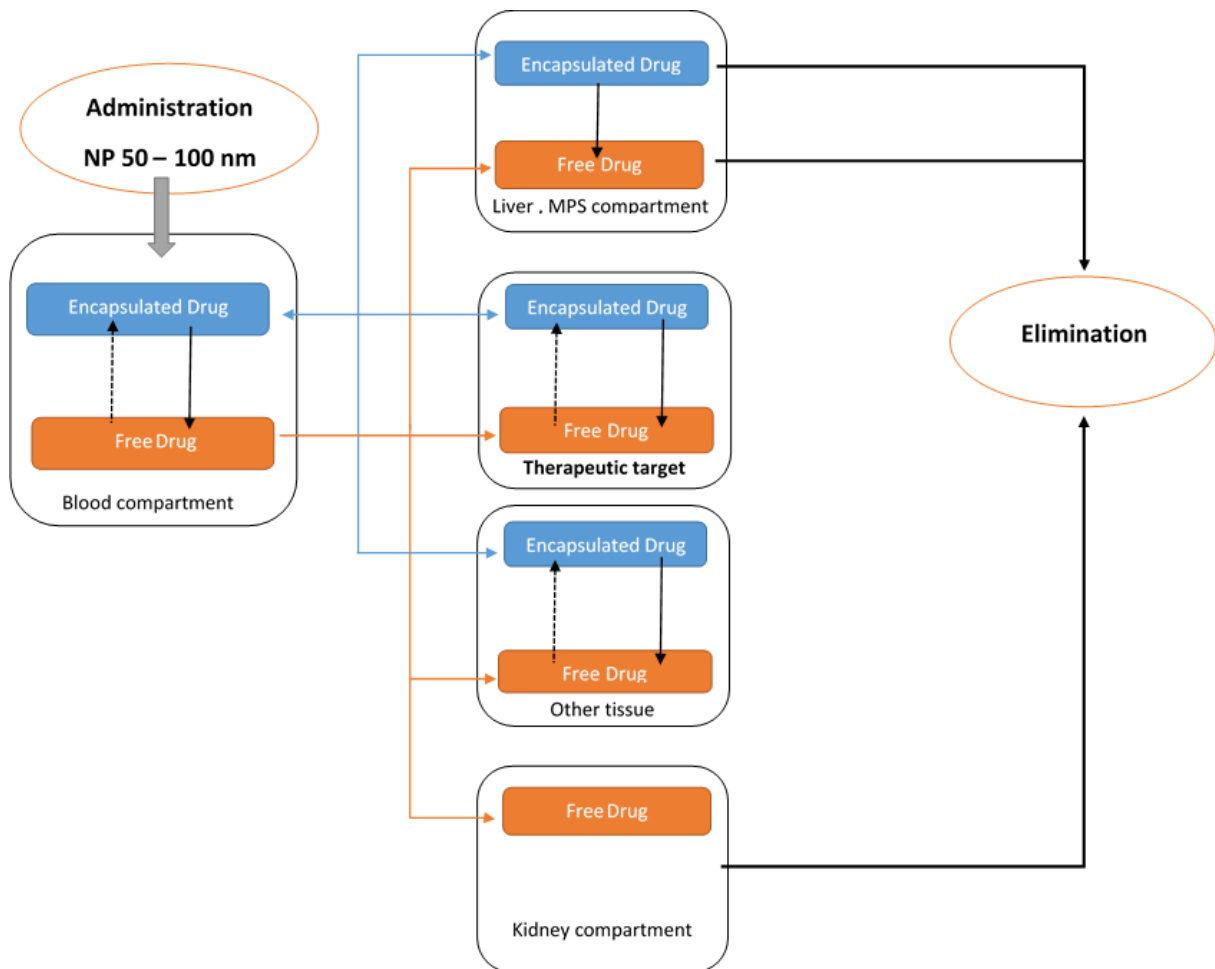 Administration
NP 50 – 100 nm
Encapsulated Drug
Free Drug
Blood compartment
Encapsulated Drug
Free Drug
Liver , MPS compartment
Encapsulated Drug
Free Drug
Therapeutic target
Encapsulated Drug
Free Drug
Other tissue
Free Drug
Kidney compartment
Elimination